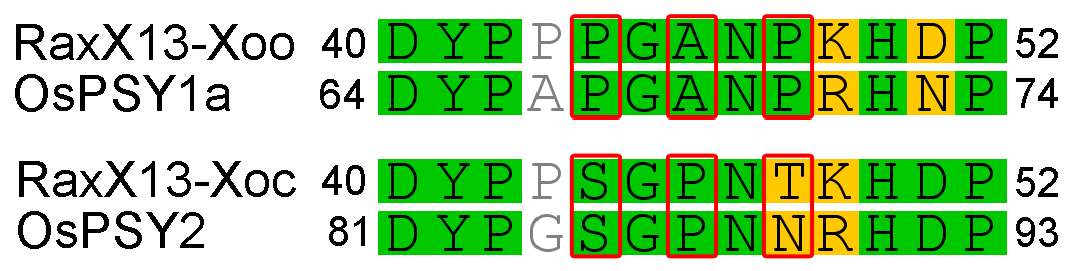 RaxX13-Xoo 40 D Y P P P G A N P K H D P 52
OsPSY1a 64 D Y P A P G A N P R H N P 74
RaxX13-Xoc 40 D Y P P S G P N T K H D P 52
OsPSY2 81 D Y P G S G P N N R H D P 93